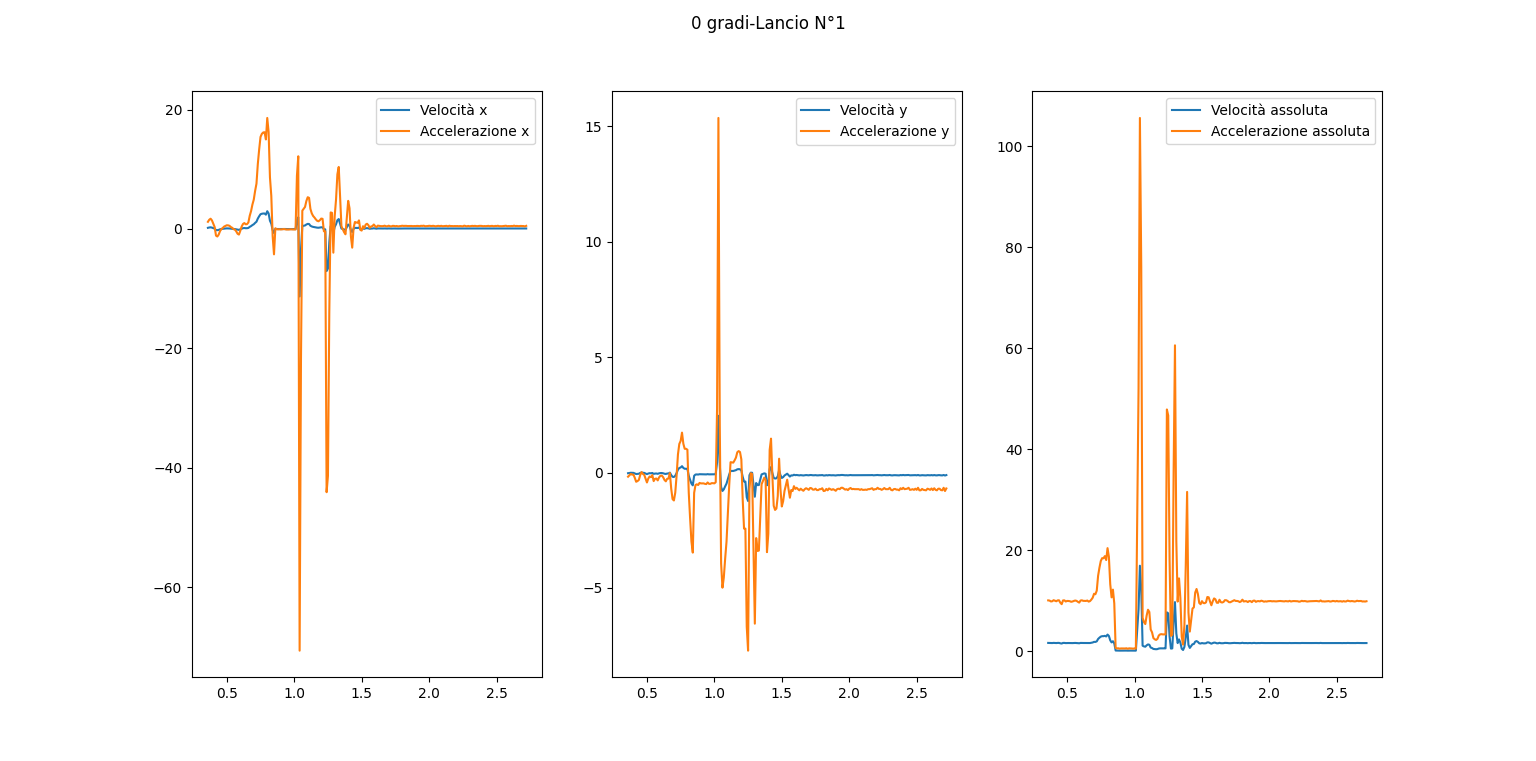 0 gradi-Lancio N°1
Velocità x
Accelerazione x
20
0
−20
−40
−60
0.5 1.0 1.5 2.0 2.5
Velocità y
Accelerazione y
15
10
5
0
−5
0.5 1.0 1.5 2.0 2.5
Velocità assoluta
Accelerazione assoluta
100
80
60
40
20
0
0.5 1.0 1.5 2.0 2.5